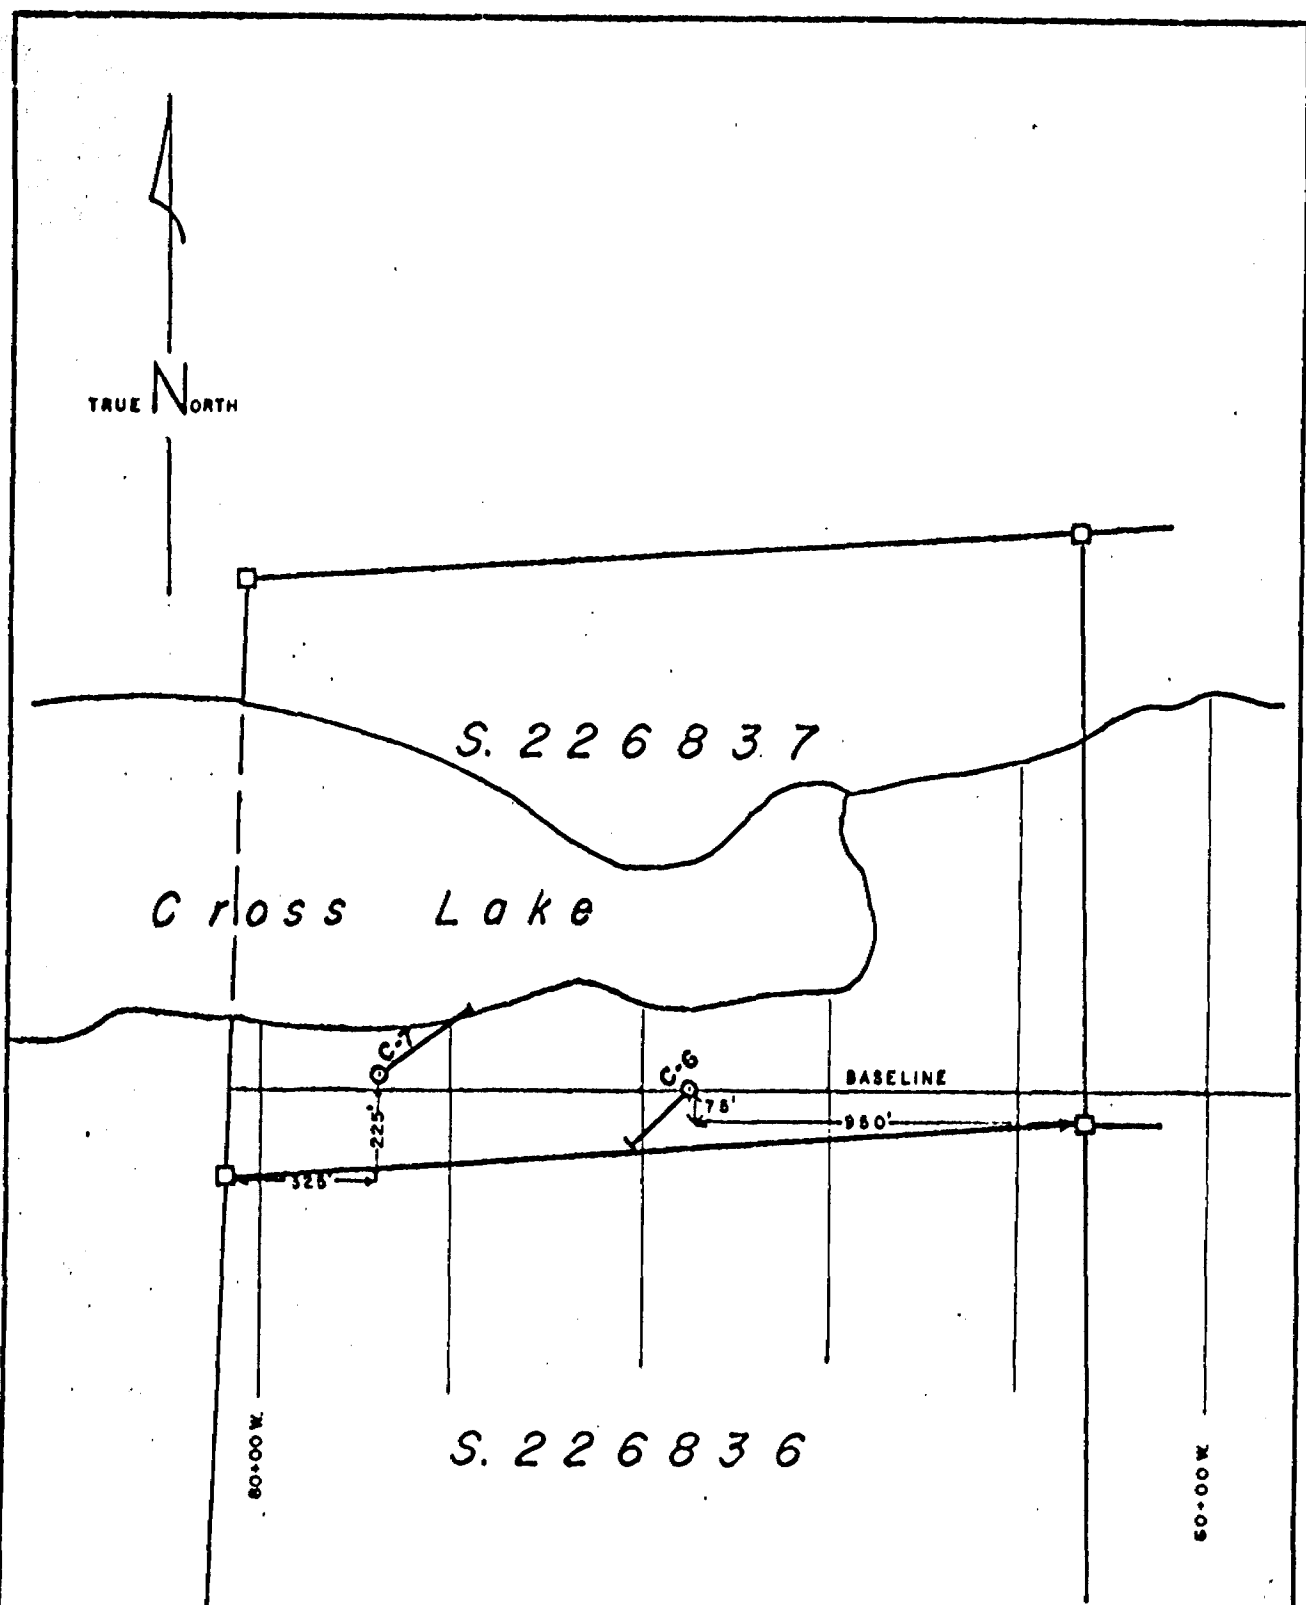 TRUE NORTH
S. 226837
Cross Lake
C-7
C-6
BASELINE
75'
950'
225'
325'
80+00 W.
S. 226836
60+00 W.